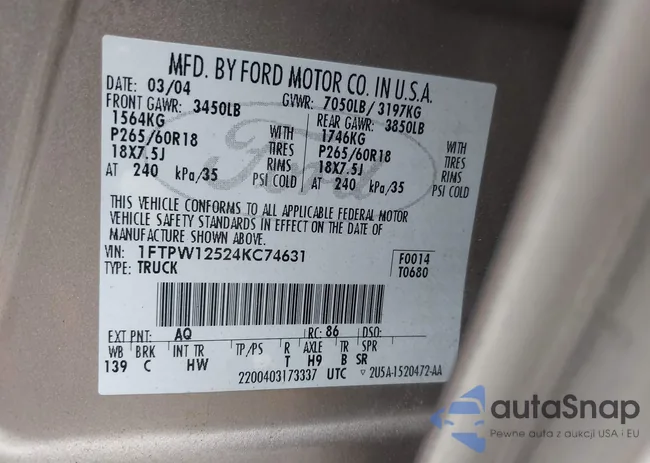 MFD. BY FORD MOTOR CO. IN U.S.A.
DATE: 03/04 GVWR: 7050LB/ 3197KG
FRONT GAWR: 3450LB REAR GAWR: 3850LB
1564KG WITH 1746KG WITH
P265/60R18 TIRES P265/60R18 TIRES
18X7.5J RIMS 18X7.5J RIMS
AT 240 kPa/35 PSI COLD AT 240 kPa/35 PSI COLD
Ford
THIS VEHICLE CONFORMS TO ALL APPLICABLE FEDERAL MOTOR
VEHICLE SAFETY STANDARDS IN EFFECT ON THE DATE OF
MANUFACTURE SHOWN ABOVE.
VIN: 1FTPW12524KC74631 F0014
TYPE: TRUCK T0680
EXT PNT: AQ RC: 86 DSO:
WB BRK INT TR TP/PS R AXLE TR SPR
139 C HW T H9 B SR
2200403173337 UTC ▽ 2U5A-1520472-AA
autaSnap
Pewne auta z aukcji USA i EU